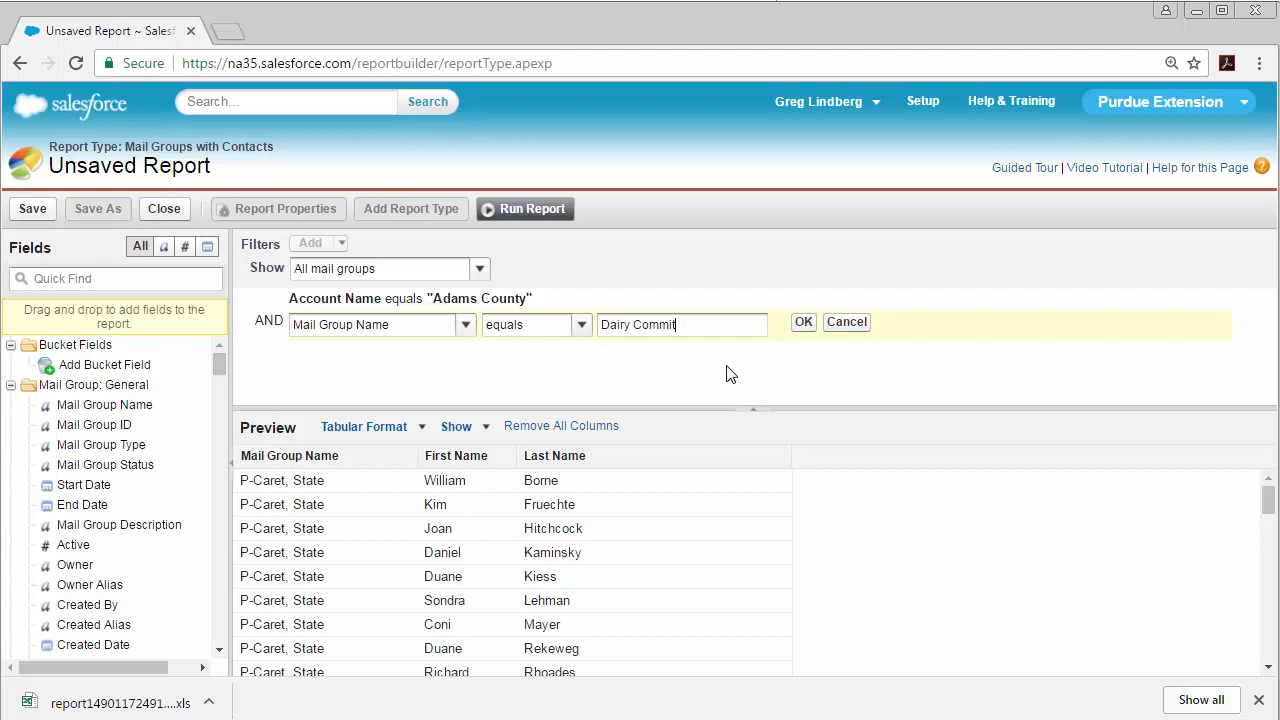 Unsaved Report ~ Salesf
Secure https://na35.salesforce.com/reportbuilder/reportType.apexp
salesforce Search... Search Greg Lindberg Setup Help & Training Purdue Extension
Report Type: Mail Groups with Contacts
Unsaved Report
Guided Tour | Video Tutorial | Help for this Page ?
Save Save As Close Report Properties Add Report Type Run Report
Fields All a #
Quick Find
Drag and drop to add fields to the
report.
Bucket Fields
Add Bucket Field
Mail Group: General
a Mail Group Name
a Mail Group ID
a Mail Group Type
a Mail Group Status
Start Date
End Date
a Mail Group Description
# Active
a Owner
a Owner Alias
a Created By
a Created Alias
Created Date
Filters Add
Show All mail groups
Account Name equals "Adams County"
AND Mail Group Name equals Dairy Commit OK Cancel
Preview Tabular Format Show Remove All Columns
Mail Group Name First Name Last Name
P-Caret, State William Borne
P-Caret, State Kim Fruechte
P-Caret, State Joan Hitchcock
P-Caret, State Daniel Kaminsky
P-Caret, State Duane Kiess
P-Caret, State Sondra Lehman
P-Caret, State Coni Mayer
P-Caret, State Duane Rekeweg
P-Caret, State Richard Rhoades
report14901172491....xls Show all